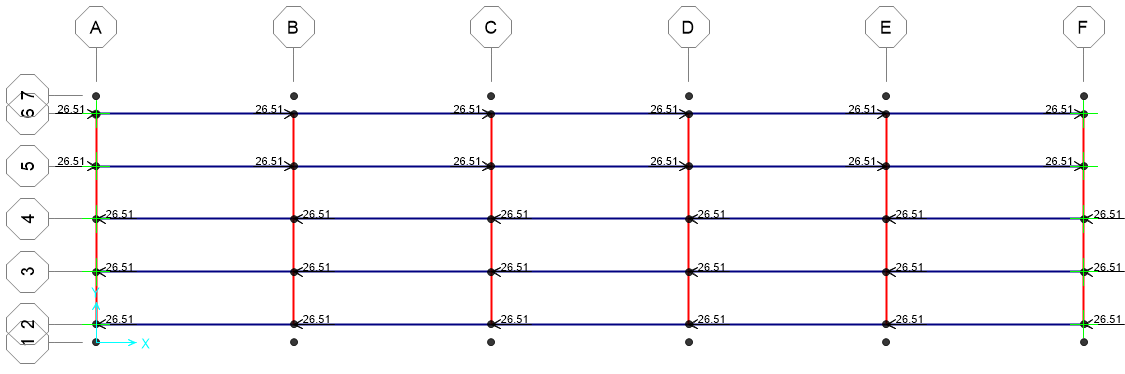 A B C D E F
7
6 26.51 26.51 26.51 26.51 26.51 26.51
5 26.51 26.51 26.51 26.51 26.51 26.51
4 26.51 26.51 26.51 26.51 26.51 26.51
3 26.51 26.51 26.51 26.51 26.51 26.51
Y
2 26.51 26.51 26.51 26.51 26.51 26.51
1 X